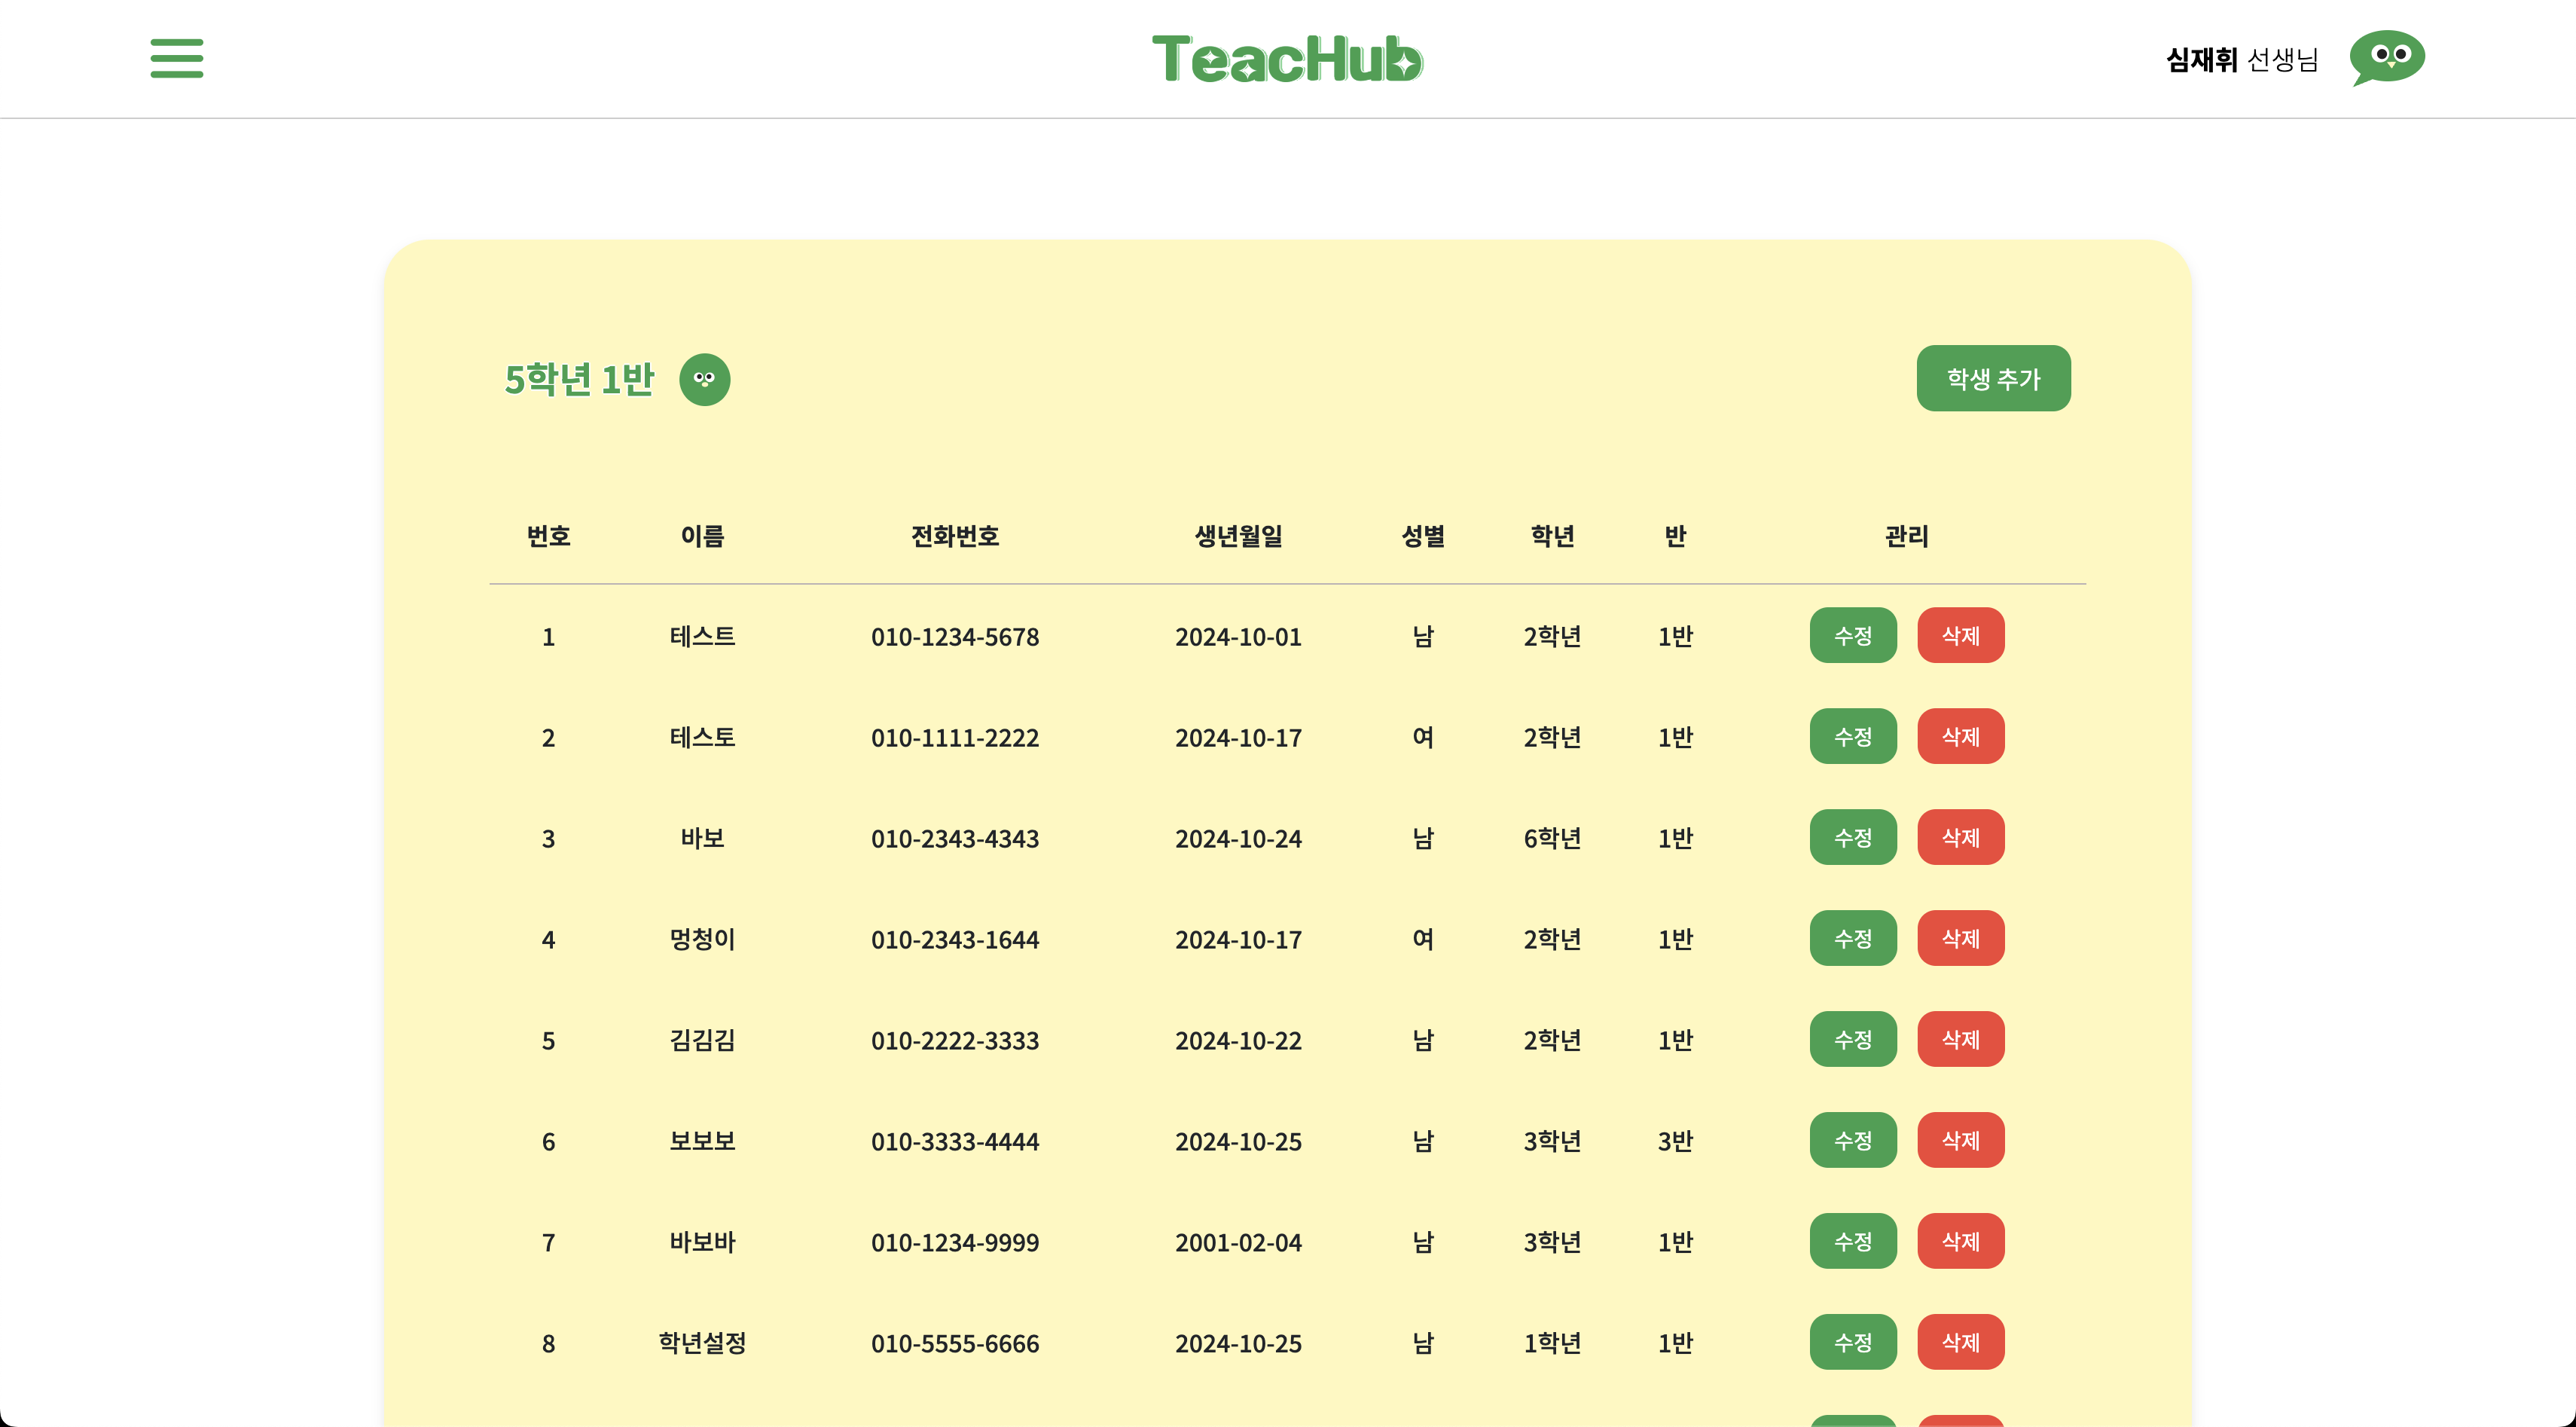 TeacHub
심재휘 선생님
5학년 1반
학생 추가
번호 이름 전화번호 생년월일 성별 학년 반 관리
1 테스트 010-1234-5678 2024-10-01 남 2학년 1반 수정 삭제
2 테스토 010-1111-2222 2024-10-17 여 2학년 1반 수정 삭제
3 바보 010-2343-4343 2024-10-24 남 6학년 1반 수정 삭제
4 멍청이 010-2343-1644 2024-10-17 여 2학년 1반 수정 삭제
5 김김김 010-2222-3333 2024-10-22 남 2학년 1반 수정 삭제
6 보보보 010-3333-4444 2024-10-25 남 3학년 3반 수정 삭제
7 바보바 010-1234-9999 2001-02-04 남 3학년 1반 수정 삭제
8 학년설정 010-5555-6666 2024-10-25 남 1학년 1반 수정 삭제